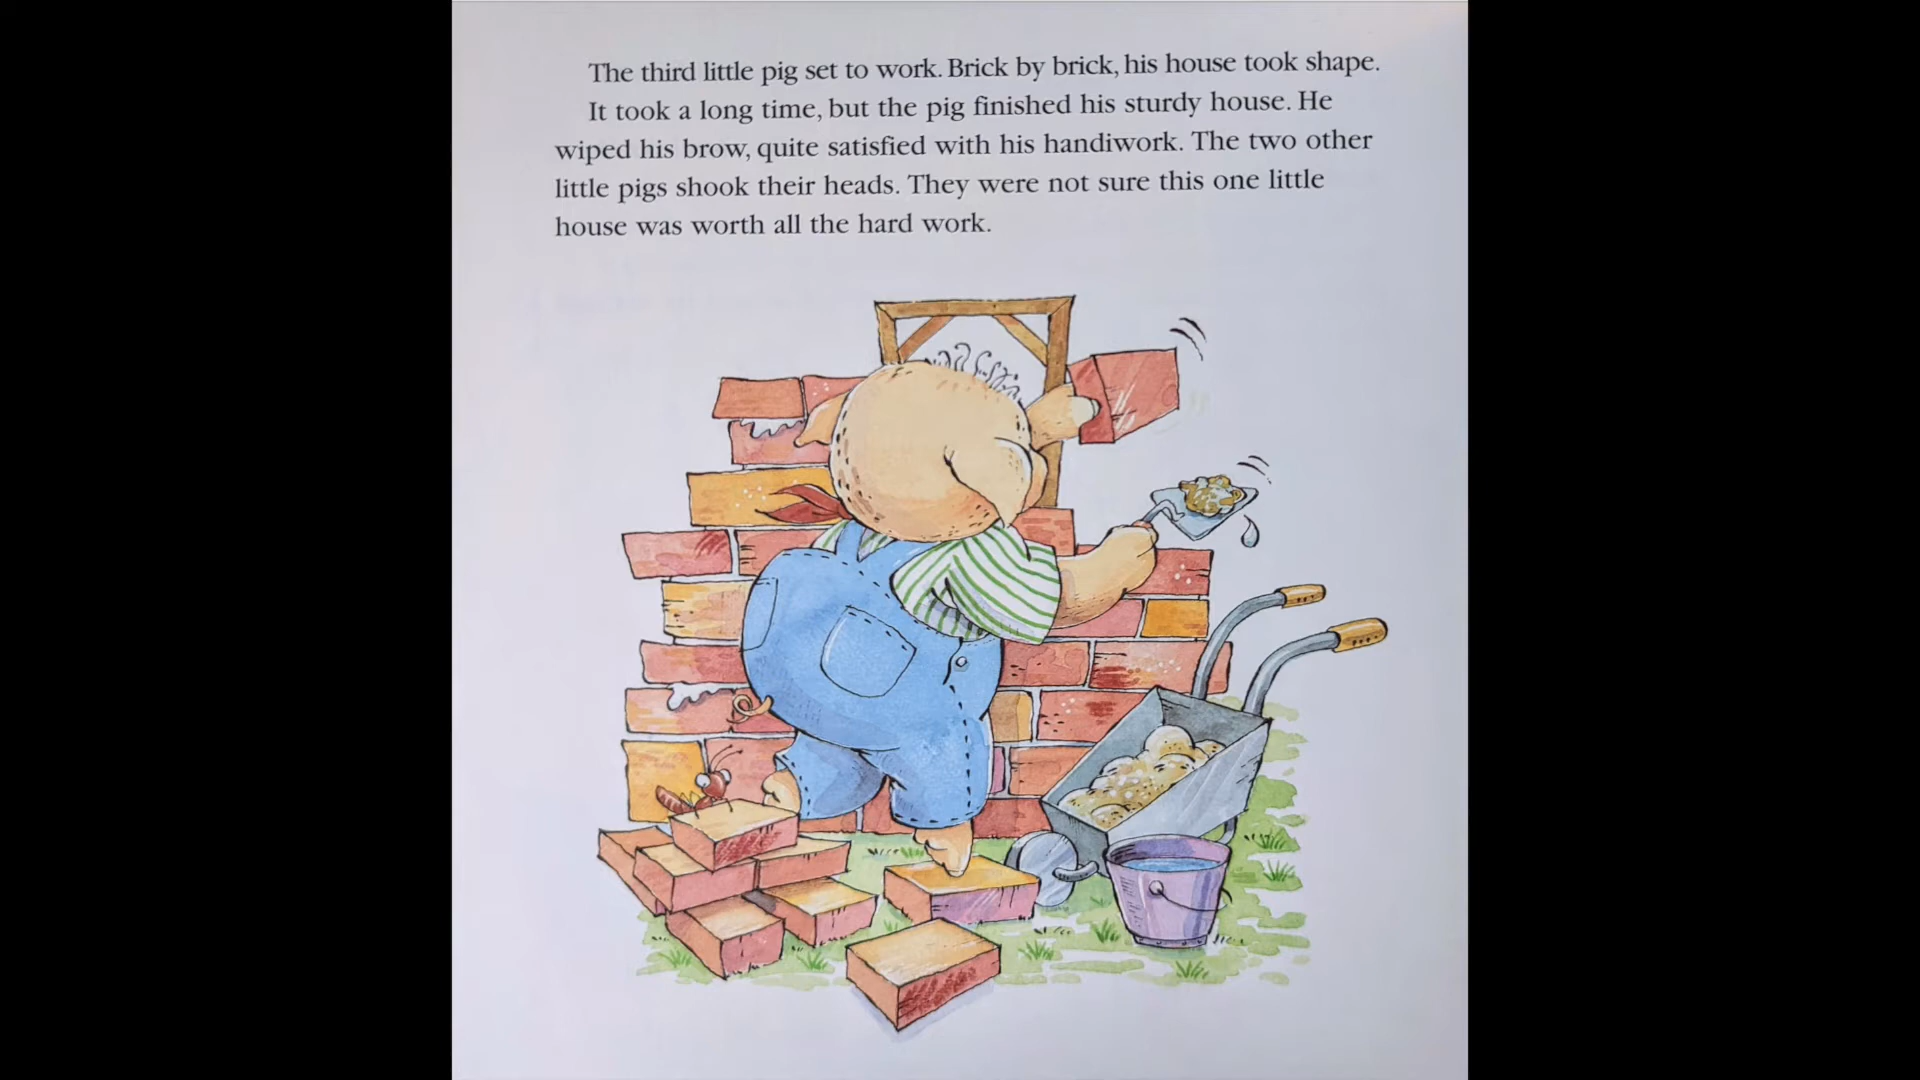 The third little pig set to work. Brick by brick, his house took shape.
It took a long time, but the pig finished his sturdy house. He
wiped his brow, quite satisfied with his handiwork. The two other
little pigs shook their heads. They were not sure this one little
house was worth all the hard work.